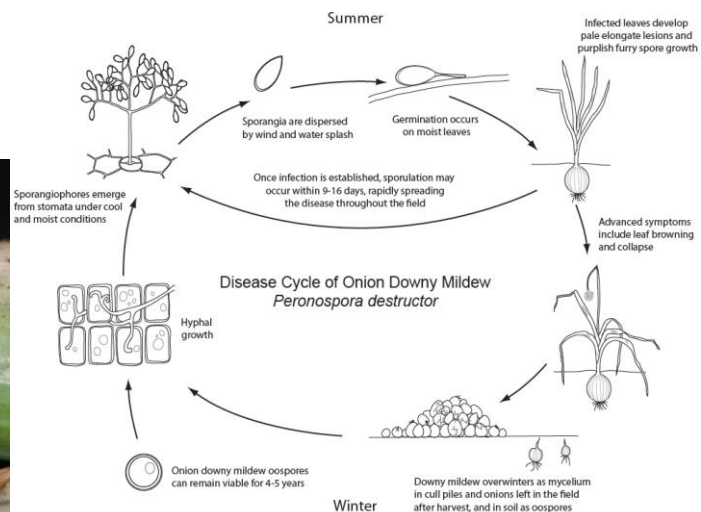 Summer
Infected leaves develop
pale elongate lesions and
purplish furry spore growth
Sporangia are dispersed
by wind and water splash
Germination occurs
on moist leaves
Once infection is established, sporulation may
occur within 9-16 days, rapidly spreading
the disease throughout the field
Sporangiophores emerge
from stomata under cool
and moist conditions
Advanced symptoms
include leaf browning
and collapse
Disease Cycle of Onion Downy Mildew
Peronospora destructor
Hyphal
growth
Onion downy mildew oospores
can remain viable for 4-5 years
Downy mildew overwinters as mycelium
in cull piles and onions left in the field
after harvest, and in soil as oospores
Winter